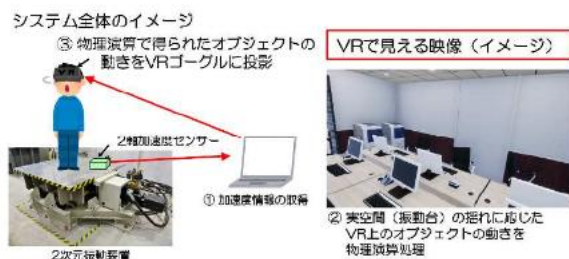 システム全体のイメージ
③ 物理演算で得られたオブジェクトの
動きをVRゴーグルに投影
VR
2軸加速度センサー
① 加速度情報の取得
2次元振動装置
VRで見える映像（イメージ）
② 実空間（振動台）の揺れに応じた
VR上のオブジェクトの動きを
物理演算処理